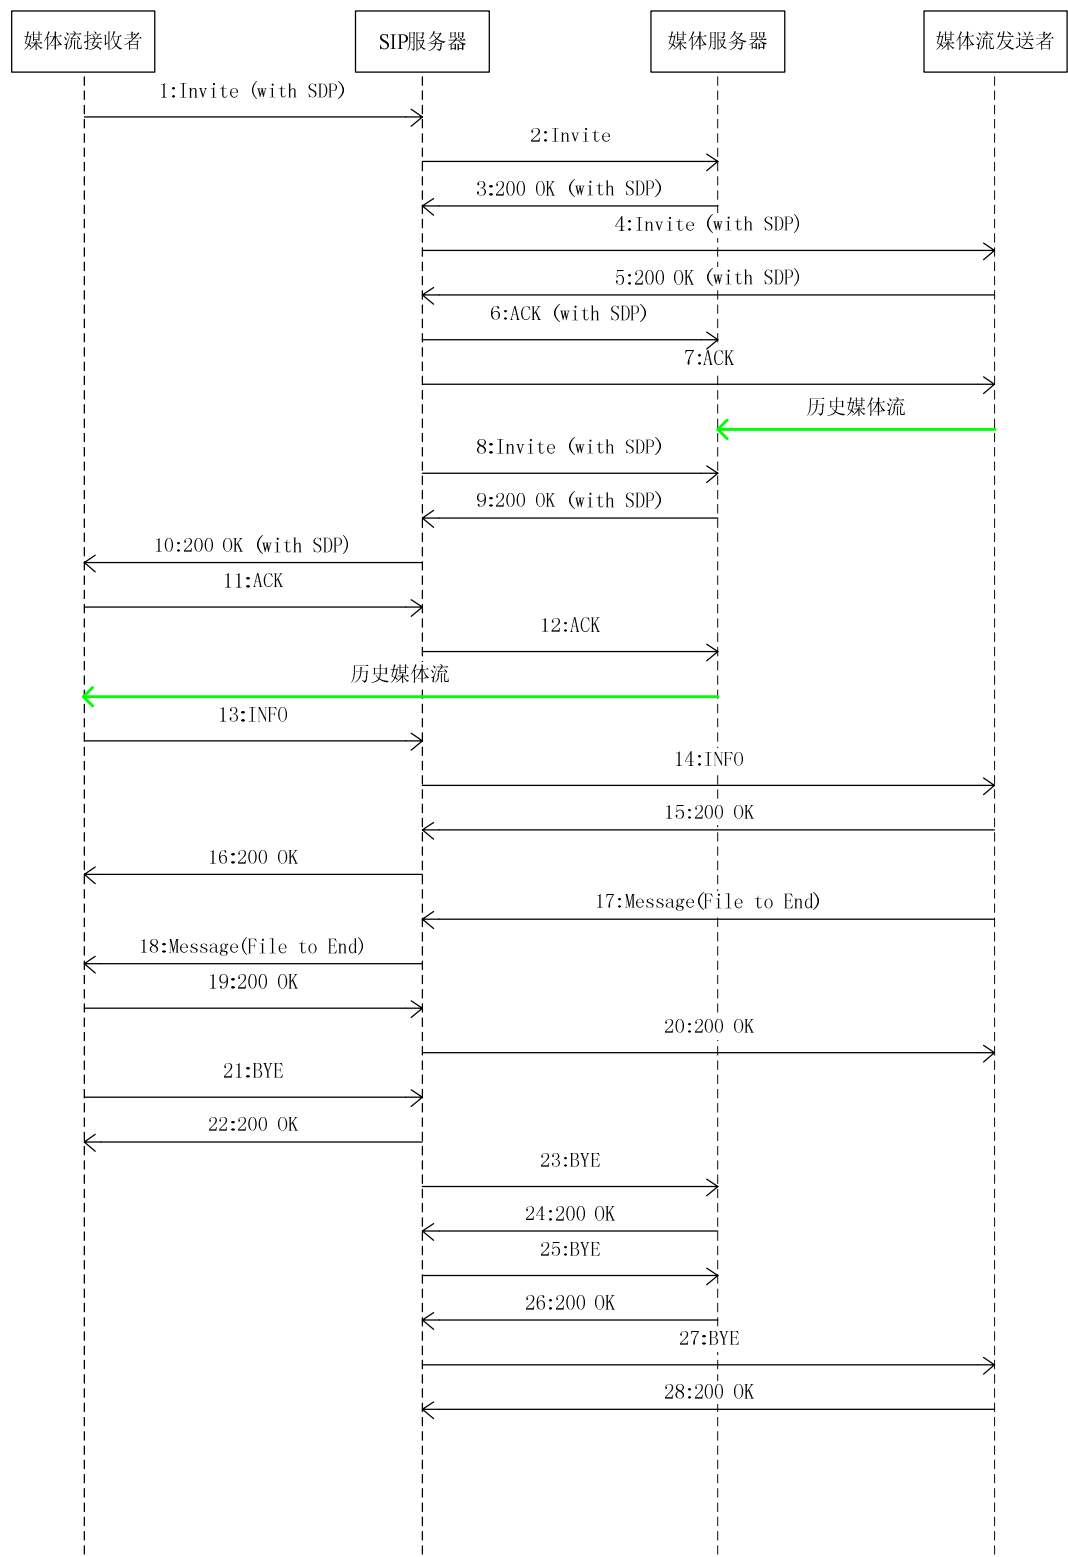 媒体流接收者
SIP服务器
媒体服务器
媒体流发送者
1:Invite (with SDP)
2:Invite
3:200 OK (with SDP)
4:Invite (with SDP)
5:200 OK (with SDP)
6:ACK (with SDP)
7:ACK
历史媒体流
8:Invite (with SDP)
9:200 OK (with SDP)
10:200 OK (with SDP)
11:ACK
12:ACK
历史媒体流
13:INFO
14:INFO
15:200 OK
16:200 OK
17:Message(File to End)
18:Message(File to End)
19:200 OK
20:200 OK
21:BYE
22:200 OK
23:BYE
24:200 OK
25:BYE
26:200 OK
27:BYE
28:200 OK